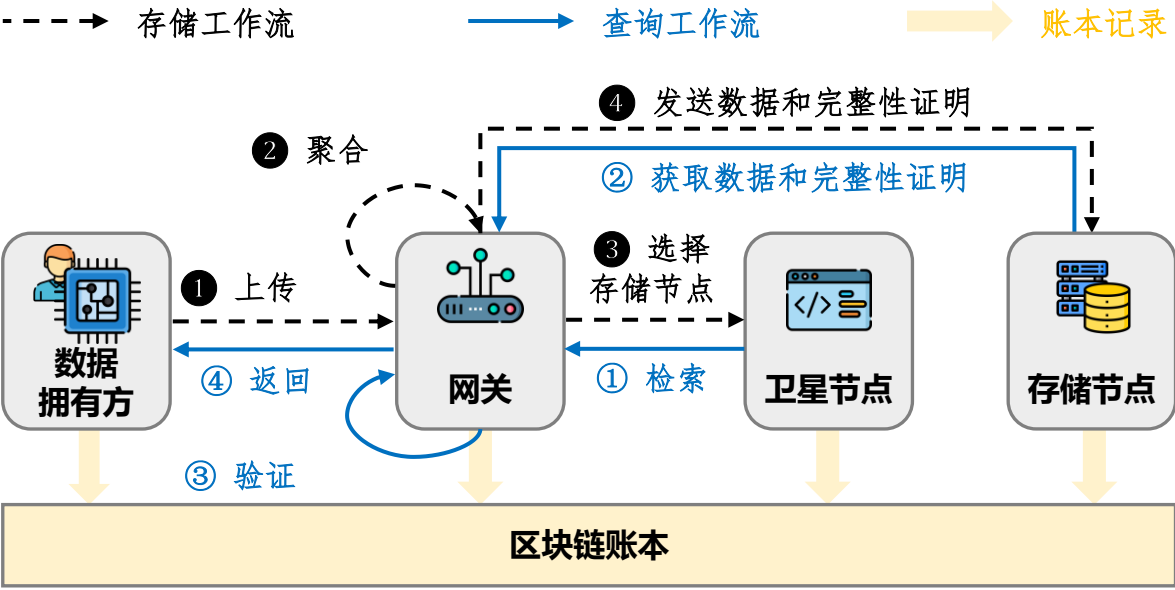 存储工作流
查询工作流
账本记录
❹ 发送数据和完整性证明
❷ 聚合
② 获取数据和完整性证明
❸ 选择
存储节点
❶ 上传
</>
数据
拥有方
④ 返回
网关
① 检索
卫星节点
存储节点
③ 验证
区块链账本